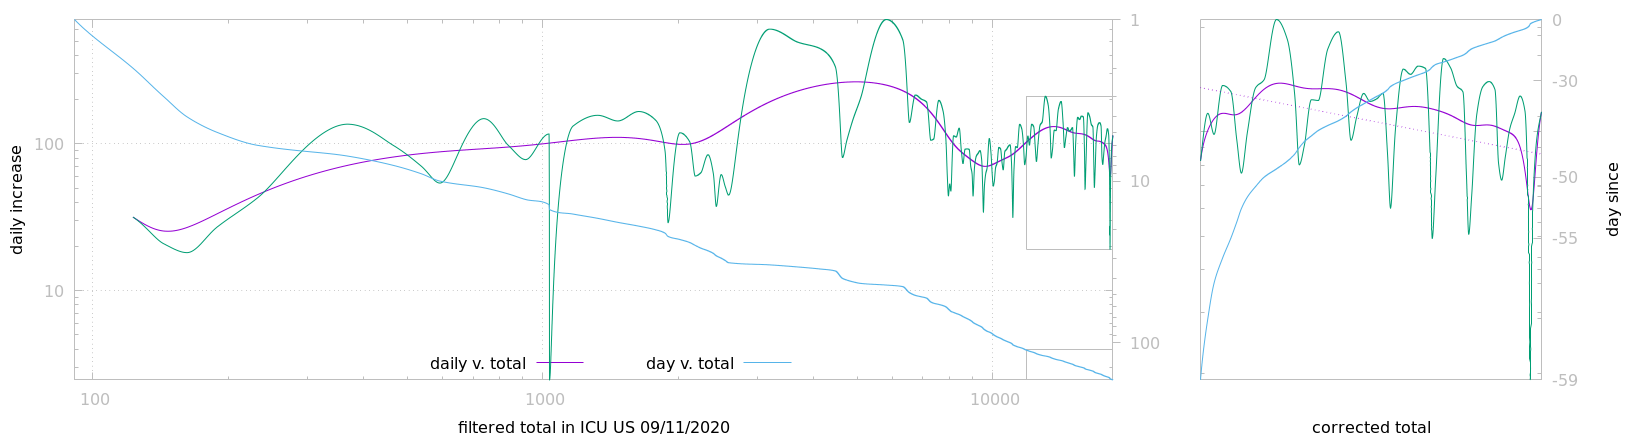 daily increase
100
10
100
1000
10000
daily v. total
day v. total
filtered total in ICU US 09/11/2020
1
10
100
0
-30
-50
-55
-59
day since
corrected total